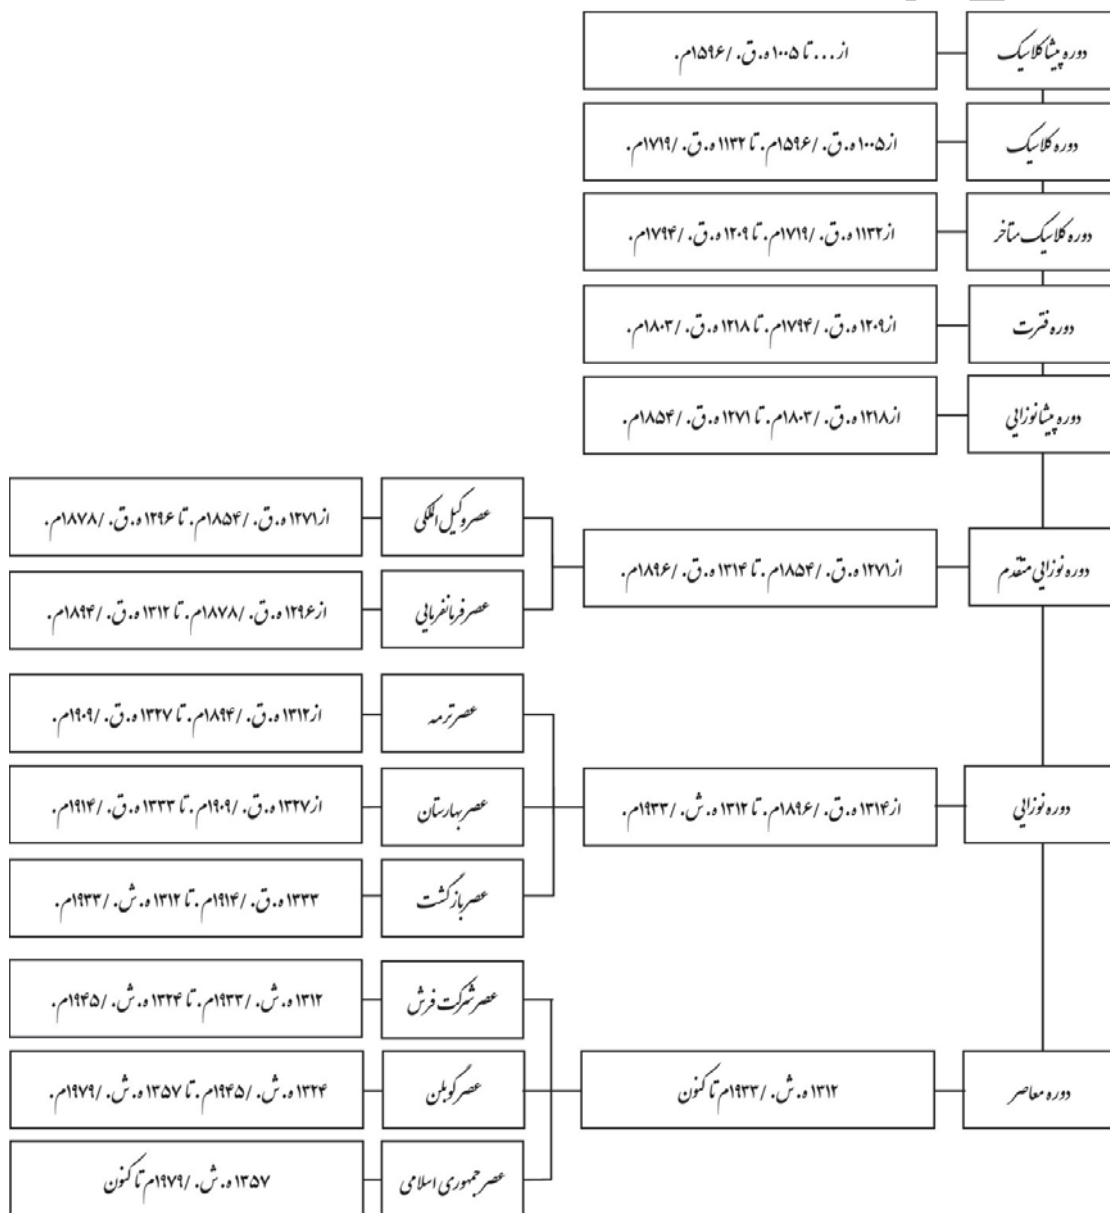 دوره پیشاکلاسیک
از... تا ۱۰۰۵ ه.ق. /۱۵۹۶م.
دوره کلاسیک
از ۱۰۰۵ ه.ق. /۱۵۹۶م. تا ۱۱۳۲ ه.ق. /۱۷۱۹م.
دوره کلاسیک متأخر
از ۱۱۳۲ ه.ق. /۱۷۱۹م. تا ۱۲۰۹ ه.ق. /۱۷۹۴م.
دوره فترت
از ۱۲۰۹ ه.ق. /۱۷۹۴م. تا ۱۲۱۸ ه.ق. /۱۸۰۳م.
دوره پیشانوزایی
از ۱۲۱۸ ه.ق. /۱۸۰۳م. تا ۱۲۷۱ ه.ق. /۱۸۵۴م.
دوره نوزایی متقدم
از ۱۲۷۱ ه.ق. /۱۸۵۴م. تا ۱۳۱۴ ه.ق. /۱۸۹۶م.
عصر وکیل الملکی
از ۱۲۷۱ ه.ق. /۱۸۵۴م. تا ۱۲۹۶ ه.ق. /۱۸۷۸م.
عصر فرمانفرمایی
از ۱۲۹۶ ه.ق. /۱۸۷۸م. تا ۱۳۱۲ ه.ق. /۱۸۹۴م.
دوره نوزایی
از ۱۳۱۴ ه.ق. /۱۸۹۶م. تا ۱۳۱۲ ه.ش. /۱۹۳۳م.
عصر ترمه
از ۱۳۱۲ ه.ق. /۱۸۹۴م. تا ۱۳۲۷ ه.ق. /۱۹۰۹م.
عصر بهارستان
از ۱۳۲۷ ه.ق. /۱۹۰۹م. تا ۱۳۳۳ ه.ق. /۱۹۱۴م.
عصر بازگشت
۱۳۳۳ ه.ق. /۱۹۱۴م. تا ۱۳۱۲ ه.ش. /۱۹۳۳م.
دوره معاصر
۱۳۱۲ ه.ش. /۱۹۳۳م تا کنون
عصر شرکت فرش
۱۳۱۲ ه.ش. /۱۹۳۳م. تا ۱۳۲۴ ه.ش. /۱۹۴۵م.
عصر گوبلن
۱۳۲۴ ه.ش. /۱۹۴۵م. تا ۱۳۵۷ ه.ش. /۱۹۷۹م.
عصر جمهوری اسلامی
۱۳۵۷ ه.ش. /۱۹۷۹م تا کنون